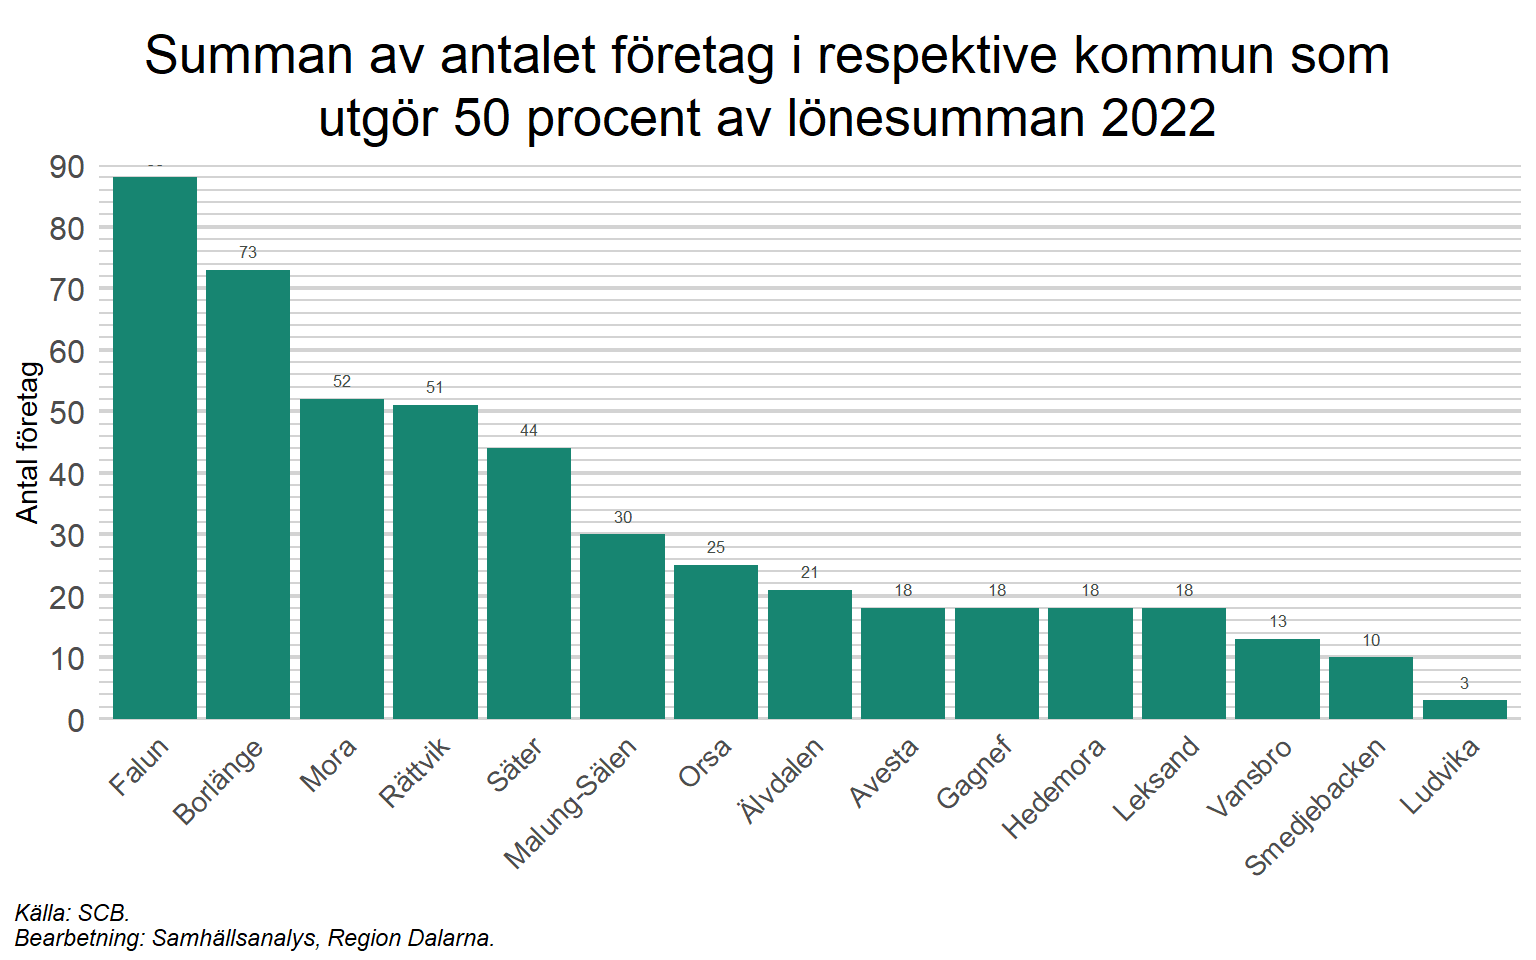 Summan av antalet företag i respektive kommun som
utgör 50 procent av lönesumman 2022
Antal företag
90
80
70
60
50
40
30
20
10
0
73
52
51
44
30
25
21
18
18
18
18
13
10
3
Falun
Borlänge
Mora
Rättvik
Säter
Malung-Sälen
Orsa
Älvdalen
Avesta
Gagnef
Hedemora
Leksand
Vansbro
Smedjebacken
Ludvika
Källa: SCB.
Bearbetning: Samhällsanalys, Region Dalarna.